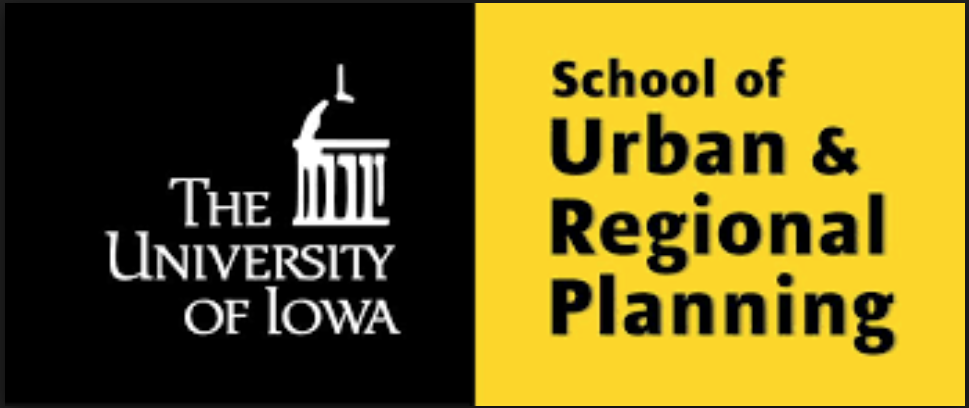 The
University
of Iowa
School of
Urban &
Regional
Planning